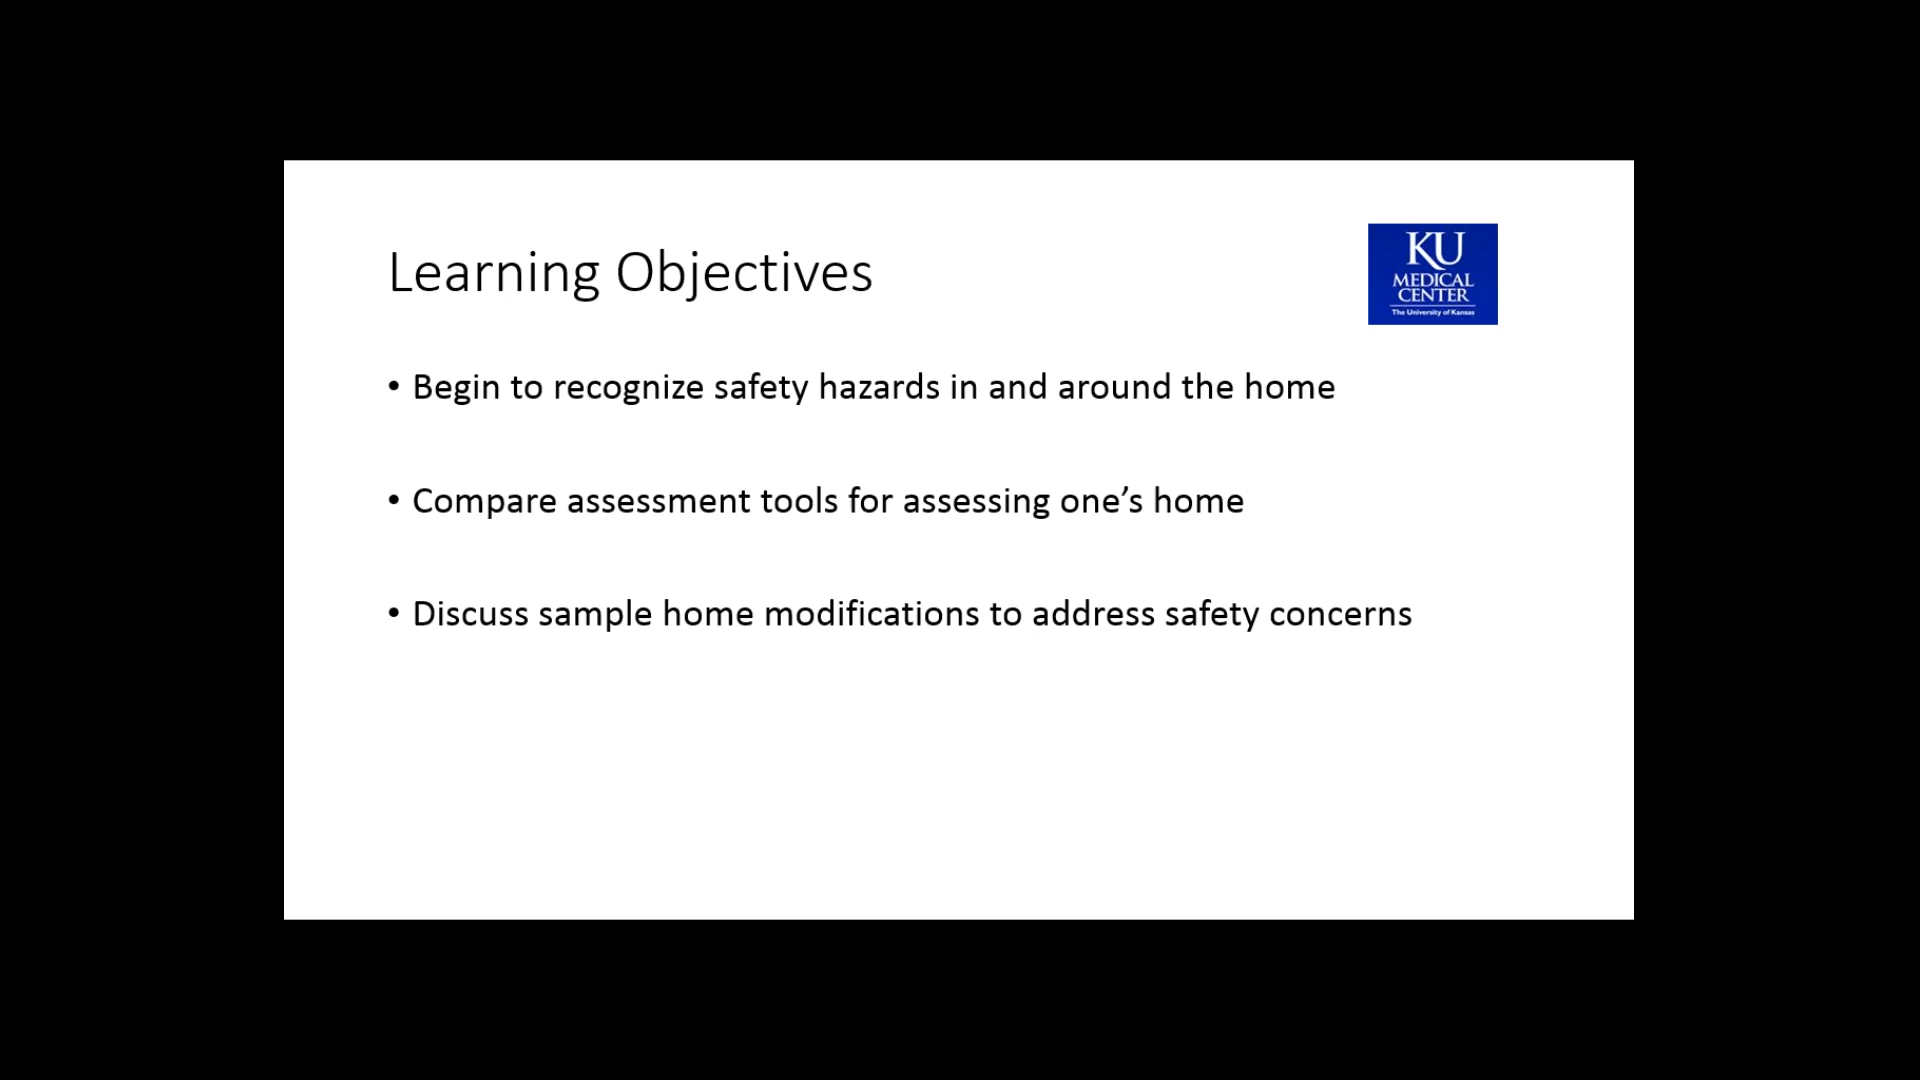 Learning Objectives
KU
MEDICAL
CENTER
The University of Kansas
• Begin to recognize safety hazards in and around the home
• Compare assessment tools for assessing one’s home
• Discuss sample home modifications to address safety concerns